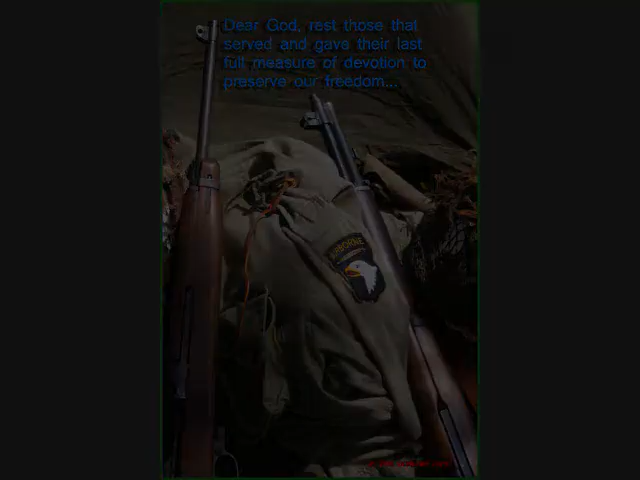 Dear God, rest those that
served and gave their last
full measure of devotion to
preserve our freedom...
AIRBORNE